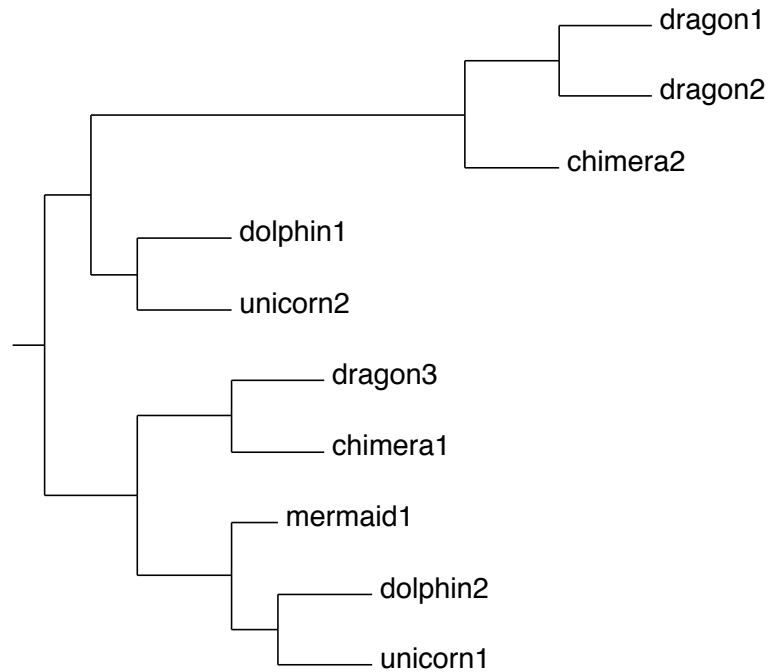 dragon1
dragon2
chimera2
dolphin1
unicorn2
dragon3
chimera1
mermaid1
dolphin2
unicorn1